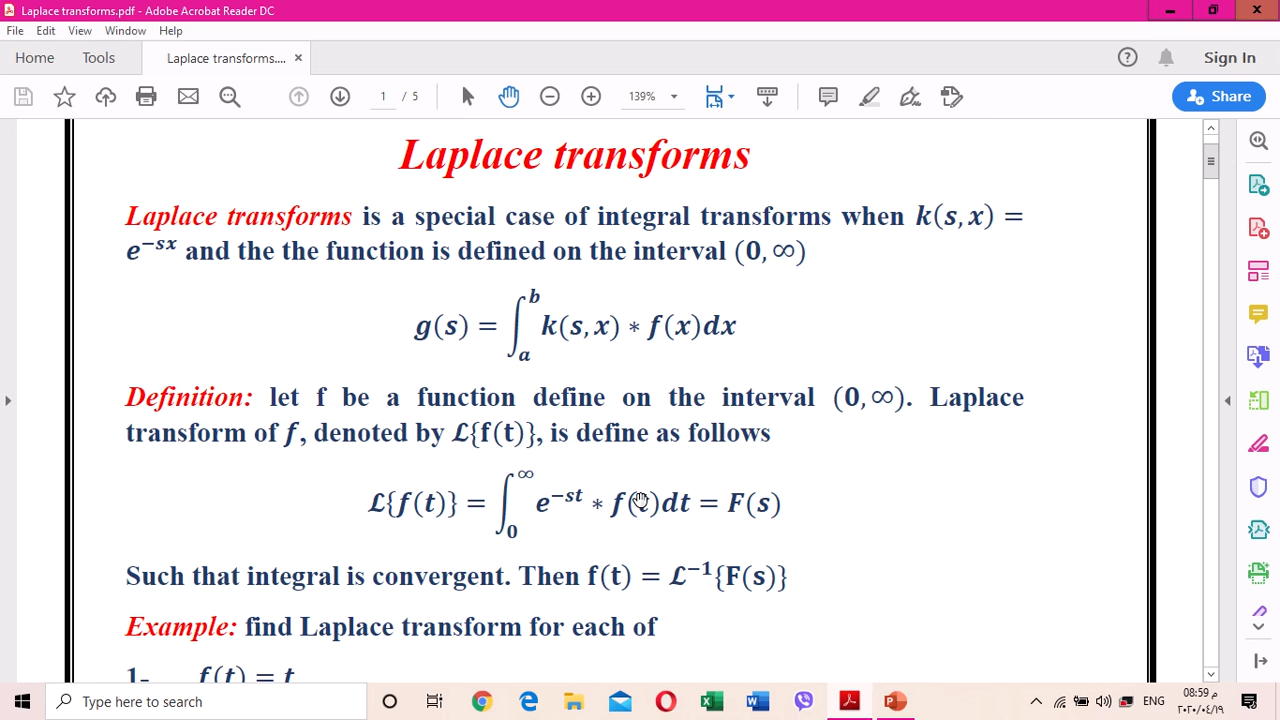 Laplace transforms.pdf - Adobe Acrobat Reader DC
File Edit View Window Help
Home Tools Laplace transforms.... × Sign In
1 / 5 139% Share
Laplace transforms
Laplace transforms is a special case of integral transforms when k(s, x) =
e^{−sx} and the the function is defined on the interval (0, ∞)
g(s) = ∫_a^b k(s, x) * f(x)dx
Definition: let f be a function define on the interval (0, ∞). Laplace
transform of f, denoted by ℒ{f(t)}, is define as follows
ℒ{f(t)} = ∫_0^∞ e^{−st} * f( )dt = F(s)
Such that integral is convergent. Then f(t) = ℒ^{−1}{F(s)}
Example: find Laplace transform for each of
1- f(t) = t
Type here to search ENG 08:59 م
٢٠٢٠/٠٤/١٩